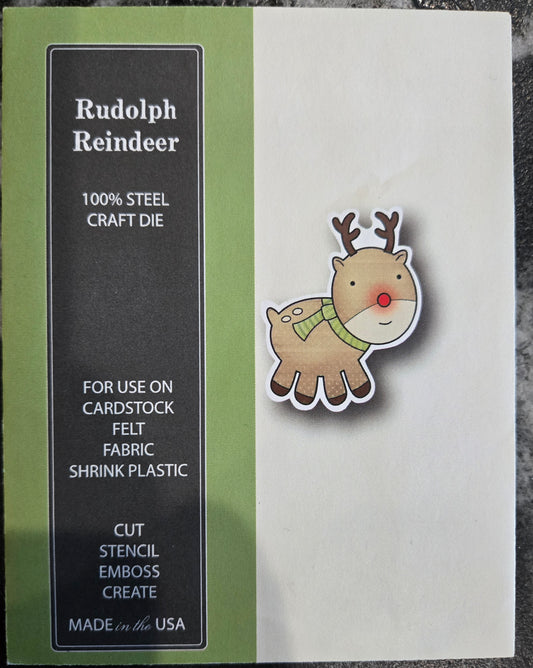 Rudolph
Reindeer
100% STEEL
CRAFT DIE
FOR USE ON
CARDSTOCK
FELT
FABRIC
SHRINK PLASTIC
CUT
STENCIL
EMBOSS
CREATE
MADE in the USA